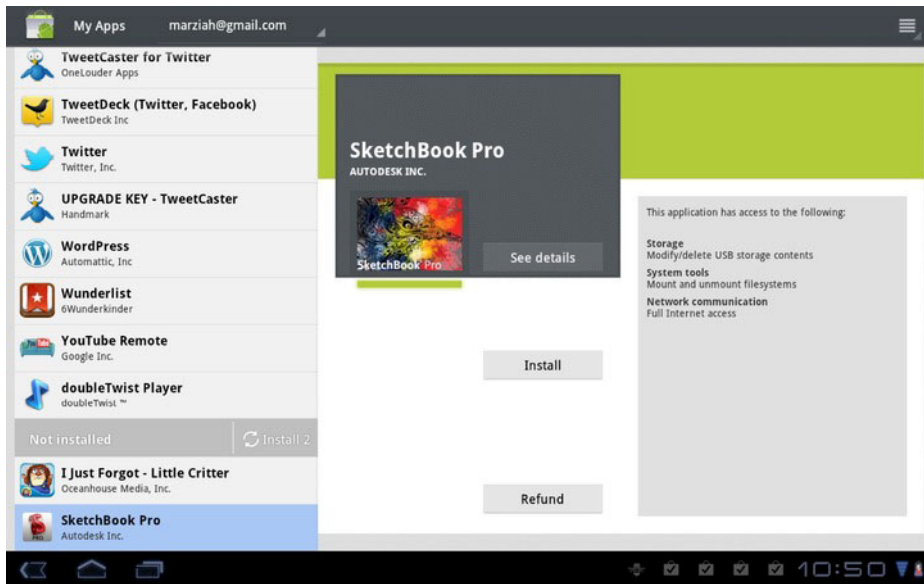 My Apps marziah@gmail.com
TweetCaster for Twitter
OneLouder Apps
TweetDeck (Twitter, Facebook)
TweetDeck Inc
Twitter
Twitter, Inc.
UPGRADE KEY - TweetCaster
Handmark
WordPress
Automattic, Inc
Wunderlist
6Wunderkinder
YouTube Remote
Google Inc.
doubleTwist Player
doubleTwist ™
Not installed Install 2
I Just Forgot - Little Critter
Oceanhouse Media, Inc.
SketchBook Pro
Autodesk Inc.
SketchBook Pro
AUTODESK INC.
SketchBook Pro
See details
Install
Refund
This application has access to the following:
Storage
Modify/delete USB storage contents
System tools
Mount and unmount filesystems
Network communication
Full Internet access
10:50